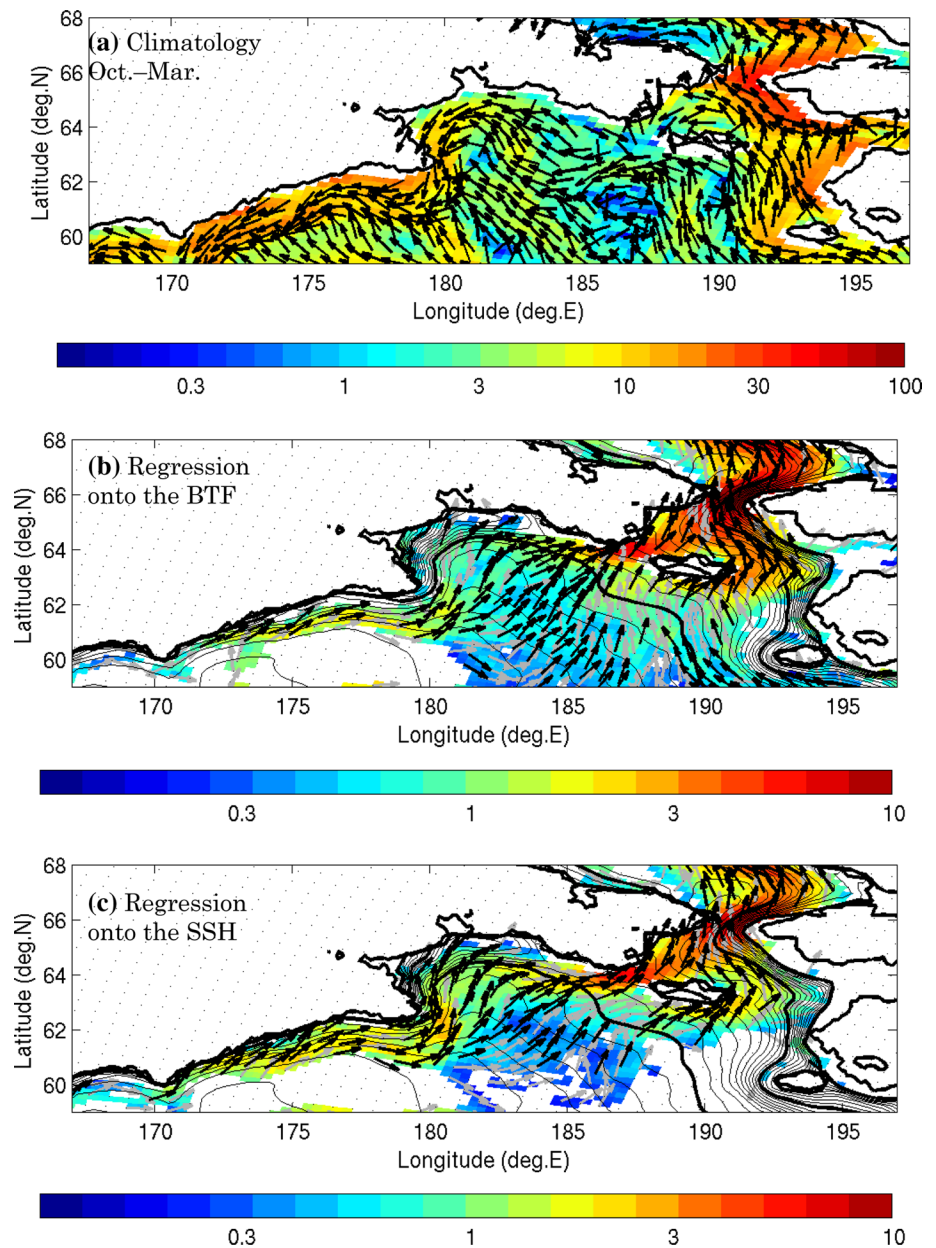 (a) Climatology
Oct.–Mar.
Latitude (deg.N)
68
66
64
62
60
170 175 180 185 190 195
Longitude (deg.E)
0.3 1 3 10 30 100
(b) Regression
onto the BTF
Latitude (deg.N)
68
66
64
62
60
170 175 180 185 190 195
Longitude (deg.E)
0.3 1 3 10
(c) Regression
onto the SSH
Latitude (deg.N)
68
66
64
62
60
170 175 180 185 190 195
Longitude (deg.E)
0.3 1 3 10